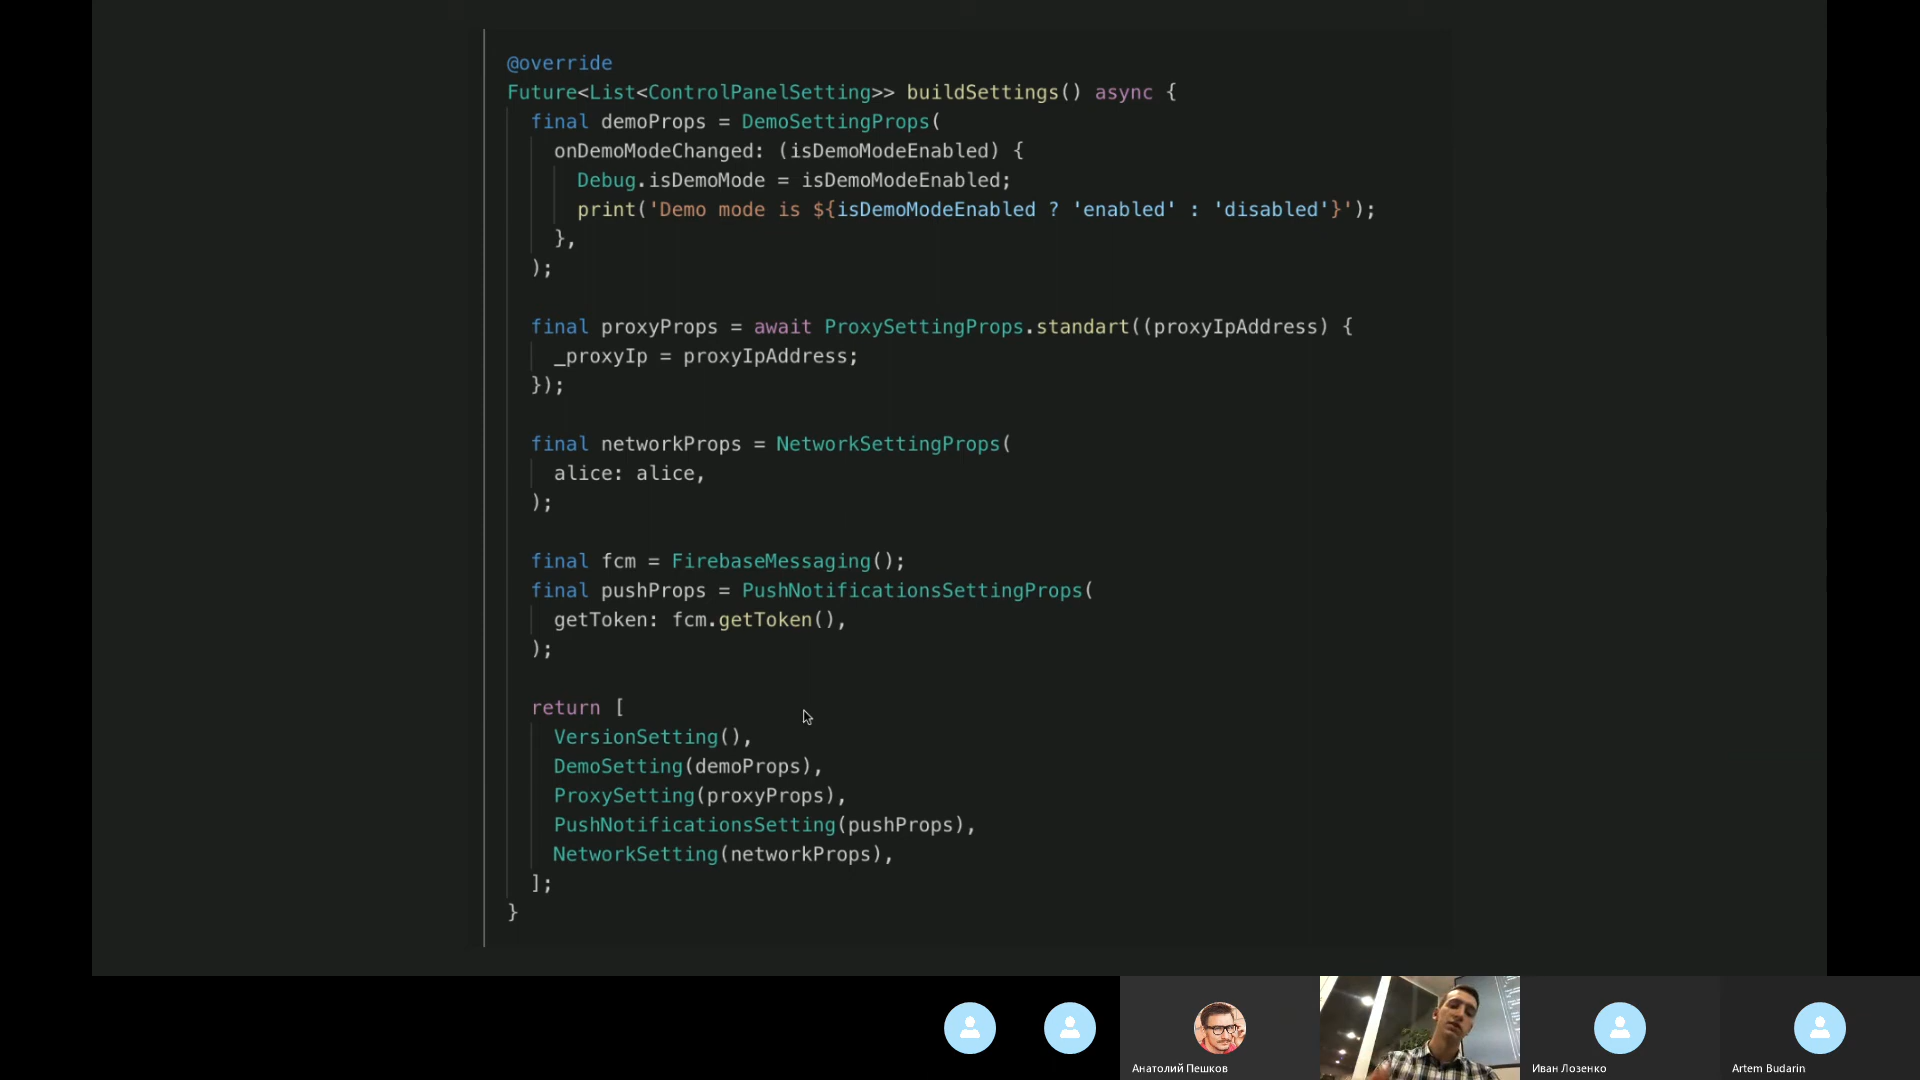 @override
Future<List<ControlPanelSetting>> buildSettings() async {
final demoProps = DemoSettingProps(
onDemoModeChanged: (isDemoModeEnabled) {
Debug.isDemoMode = isDemoModeEnabled;
print('Demo mode is ${isDemoModeEnabled ? 'enabled' : 'disabled'}');
},
);
final proxyProps = await ProxySettingProps.standart((proxyIpAddress) {
_proxyIp = proxyIpAddress;
});
final networkProps = NetworkSettingProps(
alice: alice,
);
final fcm = FirebaseMessaging();
final pushProps = PushNotificationsSettingProps(
getToken: fcm.getToken(),
);
return [
VersionSetting(),
DemoSetting(demoProps),
ProxySetting(proxyProps),
PushNotificationsSetting(pushProps),
NetworkSetting(networkProps),
];
}
Анатолий Пешков
Иван Лозенко
Artem Budarin